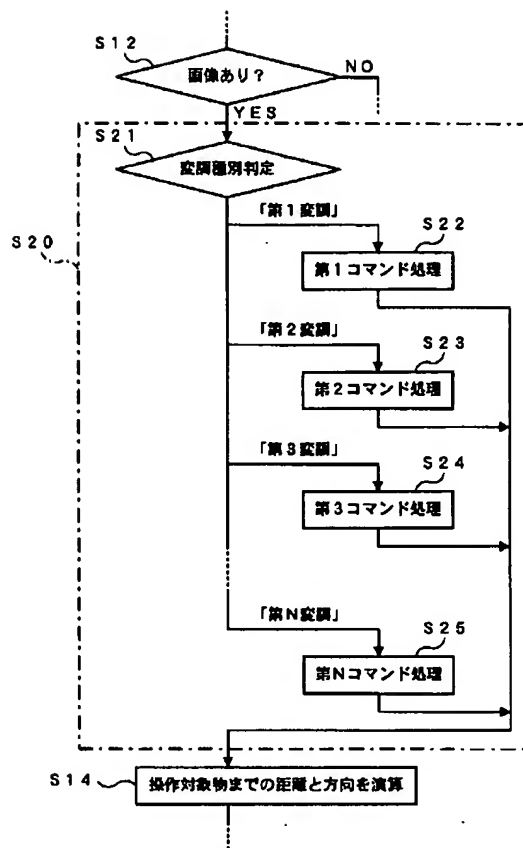 S12
画像あり?
NO
YES
S21
変調種別判定
「第1変調」
S20
S22
第1コマンド処理
「第2変調」
S23
第2コマンド処理
「第3変調」
S24
第3コマンド処理
「第N変調」
S25
第Nコマンド処理
S14
操作対象物までの距離と方向を演算